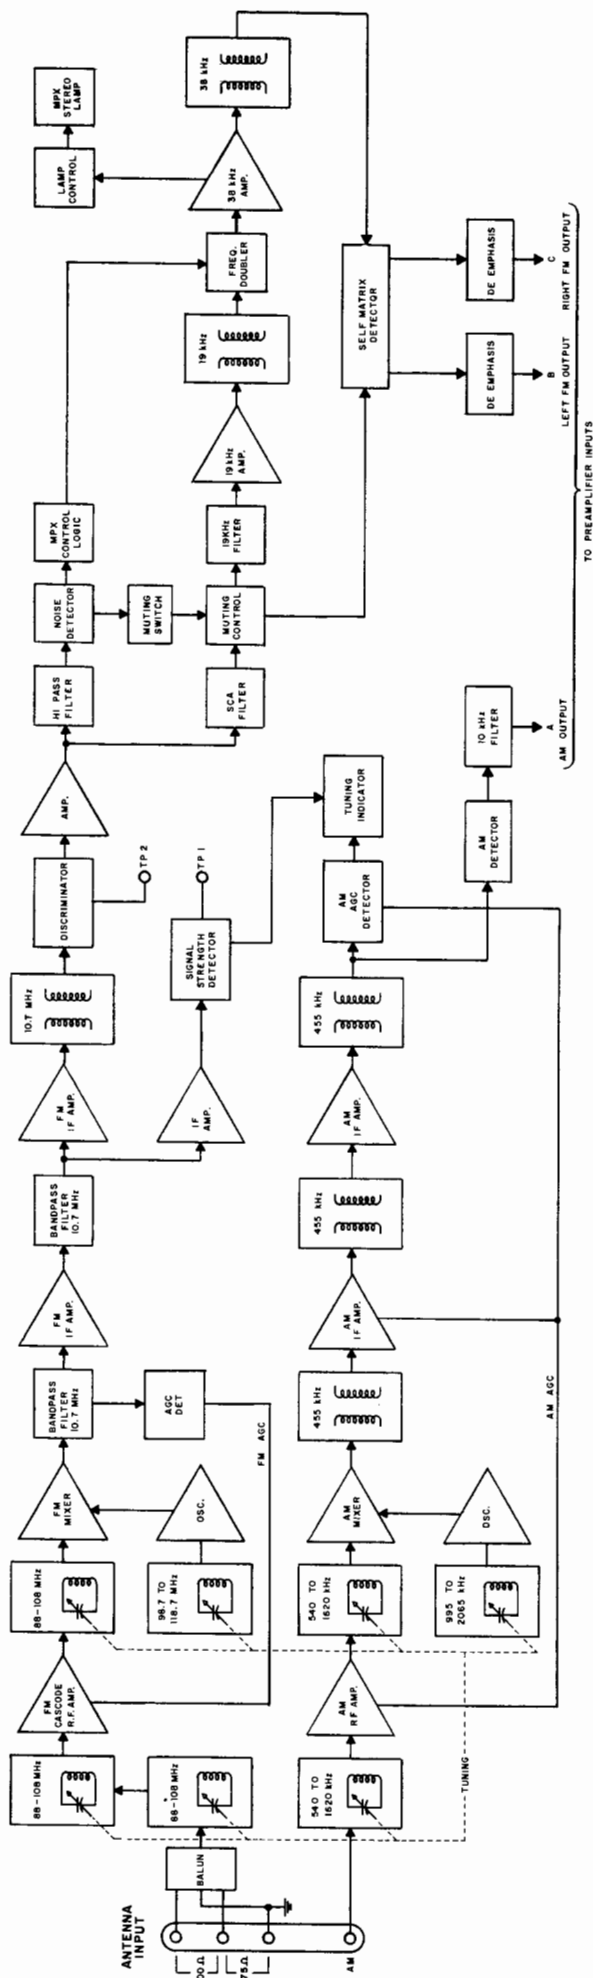 ANTENNA
INPUT
00Ω
75Ω
AM
BALUN
88-108 MHz
88-108 MHz
FM
CASCODE
R.F. AMP.
88-108 MHz
FM
MIXER
98.7 TO
118.7 MHz
OSC.
BANDPASS
FILTER
10.7 MHz
AGC
DET
FM AGC
FM
IF AMP.
BANDPASS
FILTER
10.7 MHz
FM
IF AMP.
10.7 MHz
DISCRIMINATOR
TP 2
AMP.
IF
AMP.
SIGNAL
STRENGTH
DETECTOR
TP 1
HI PASS
FILTER
NOISE
DETECTOR
MPX
CONTROL
LOGIC
MUTING
SWITCH
SCA
FILTER
MUTING
CONTROL
19KHz
FILTER
19kHz
AMP.
19 kHz
FREQ.
DOUBLER
38 kHz
AMP.
38 kHz
LAMP
CONTROL
MPX
STEREO
LAMP
SELF MATRIX
DETECTOR
DE EMPHASIS
DE EMPHASIS
B
LEFT FM OUTPUT
C
RIGHT FM OUTPUT
540 TO
1620 kHz
AM
RF AMP.
540 TO
1620 kHz
AM
MIXER
995 TO
2065 kHz
OSC.
455 kHz
AM
IF AMP.
455 kHz
AM
IF AMP.
455 kHz
AM
AGC
DETECTOR
TUNING
INDICATOR
AM
DETECTOR
10 kHz
FILTER
A
AM OUTPUT
TUNING
AM AGC
TO PREAMPLIFIER INPUTS